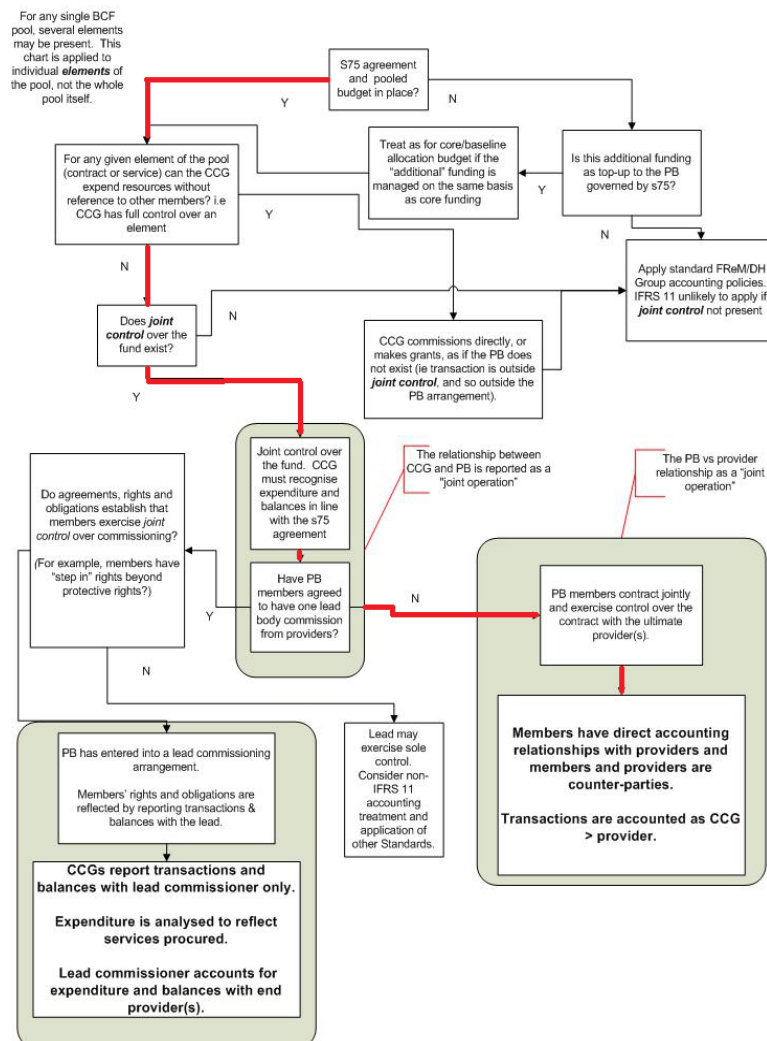 For any single BCF
pool, several elements
may be present.  This
chart is applied to
individual elements of
the pool, not the whole
pool itself.
S75 agreement
and pooled
budget in place?
Y
N
For any given element of the pool
(contract or service) can the CCG
expend resources without
reference to other members? i.e
CCG has full control over an
element
Treat as for core/baseline
allocation budget if the
“additional” funding is
managed on the same basis
as core funding
Is this additional funding
as top-up to the PB
governed by s75?
Y
Y
N
N
Apply standard FReM/DH
Group accounting policies.
IFRS 11 unlikely to apply if
joint control not present
Does joint
control over the
fund exist?
N
CCG commissions directly, or
makes grants, as if the PB does
not exist (ie transaction is outside
joint control, and so outside the
PB arrangement).
Y
Joint control over
the fund.  CCG
must recognise
expenditure and
balances in line
with the s75
agreement
The relationship between
CCG and PB is reported as a
“joint operation”
The PB vs provider
relationship as a “joint
operation”
Do agreements, rights and
obligations establish that
members exercise joint
control over commissioning?
(For example, members have
“step in” rights beyond
protective rights?)
Have PB
members agreed
to have one lead
body commission
from providers?
Y
N
PB members contract jointly
and exercise control over the
contract with the ultimate
provider(s).
N
Members have direct accounting
relationships with providers and
members and providers are
counter-parties.
Transactions are accounted as CCG
> provider.
Lead may
exercise sole
control.
Consider non-
IFRS 11
accounting
treatment and
application of
other Standards.
PB has entered into a lead commissioning
arrangement.
Members’ rights and obligations are
reflected by reporting transactions &
balances with the lead.
CCGs report transactions and
balances with lead commissioner only.
Expenditure is analysed to reflect
services procured.
Lead commissioner accounts for
expenditure and balances with end
provider(s).